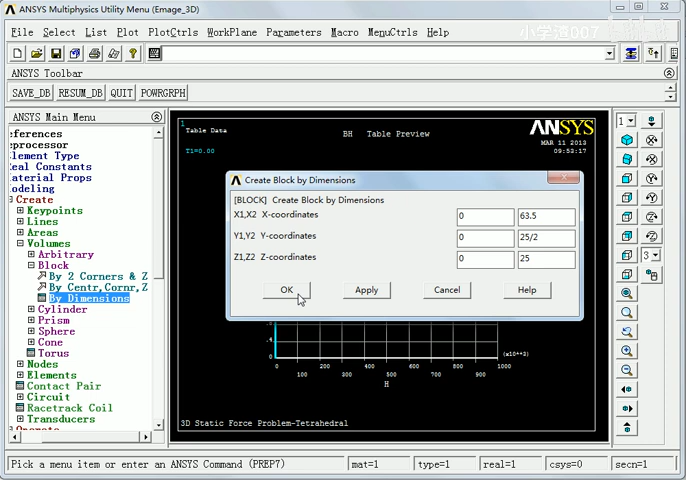 ANSYS Multiphysics Utility Menu (Emage_3D)
File Select List Plot PlotCtrls WorkPlane Parameters Macro MenuCtrls Help
小学渣007
ANSYS Toolbar
SAVE_DB RESUM_DB QUIT POWRGRPH
ANSYS Main Menu
eferences
eprocessor
lement Type
eal Constants
aterial Props
odeling
Create
Keypoints
Lines
Areas
Volumes
Arbitrary
Block
By 2 Corners & Z
By Centr,Cornr,Z
By Dimensions
Cylinder
Prism
Sphere
Cone
Torus
Nodes
Elements
Contact Pair
Circuit
Racetrack Coil
Transducers
Operate
1
Table Data
T1=0.00
BH Table Preview
ANSYS
MAR 11 2013
09:53:17
Create Block by Dimensions
[BLOCK] Create Block by Dimensions
X1,X2 X-coordinates 0 63.5
Y1,Y2 Y-coordinates 0 25/2
Z1,Z2 Z-coordinates 0 25
OK Apply Cancel Help
.4
0
0 200 400 600 800 1000
100 300 500 700 900
(x10**3)
H
3D Static Force Problem-Tetrahedral
1
3
Pick a menu item or enter an ANSYS Command (PREP7) mat=1 type=1 real=1 csys=0 secn=1